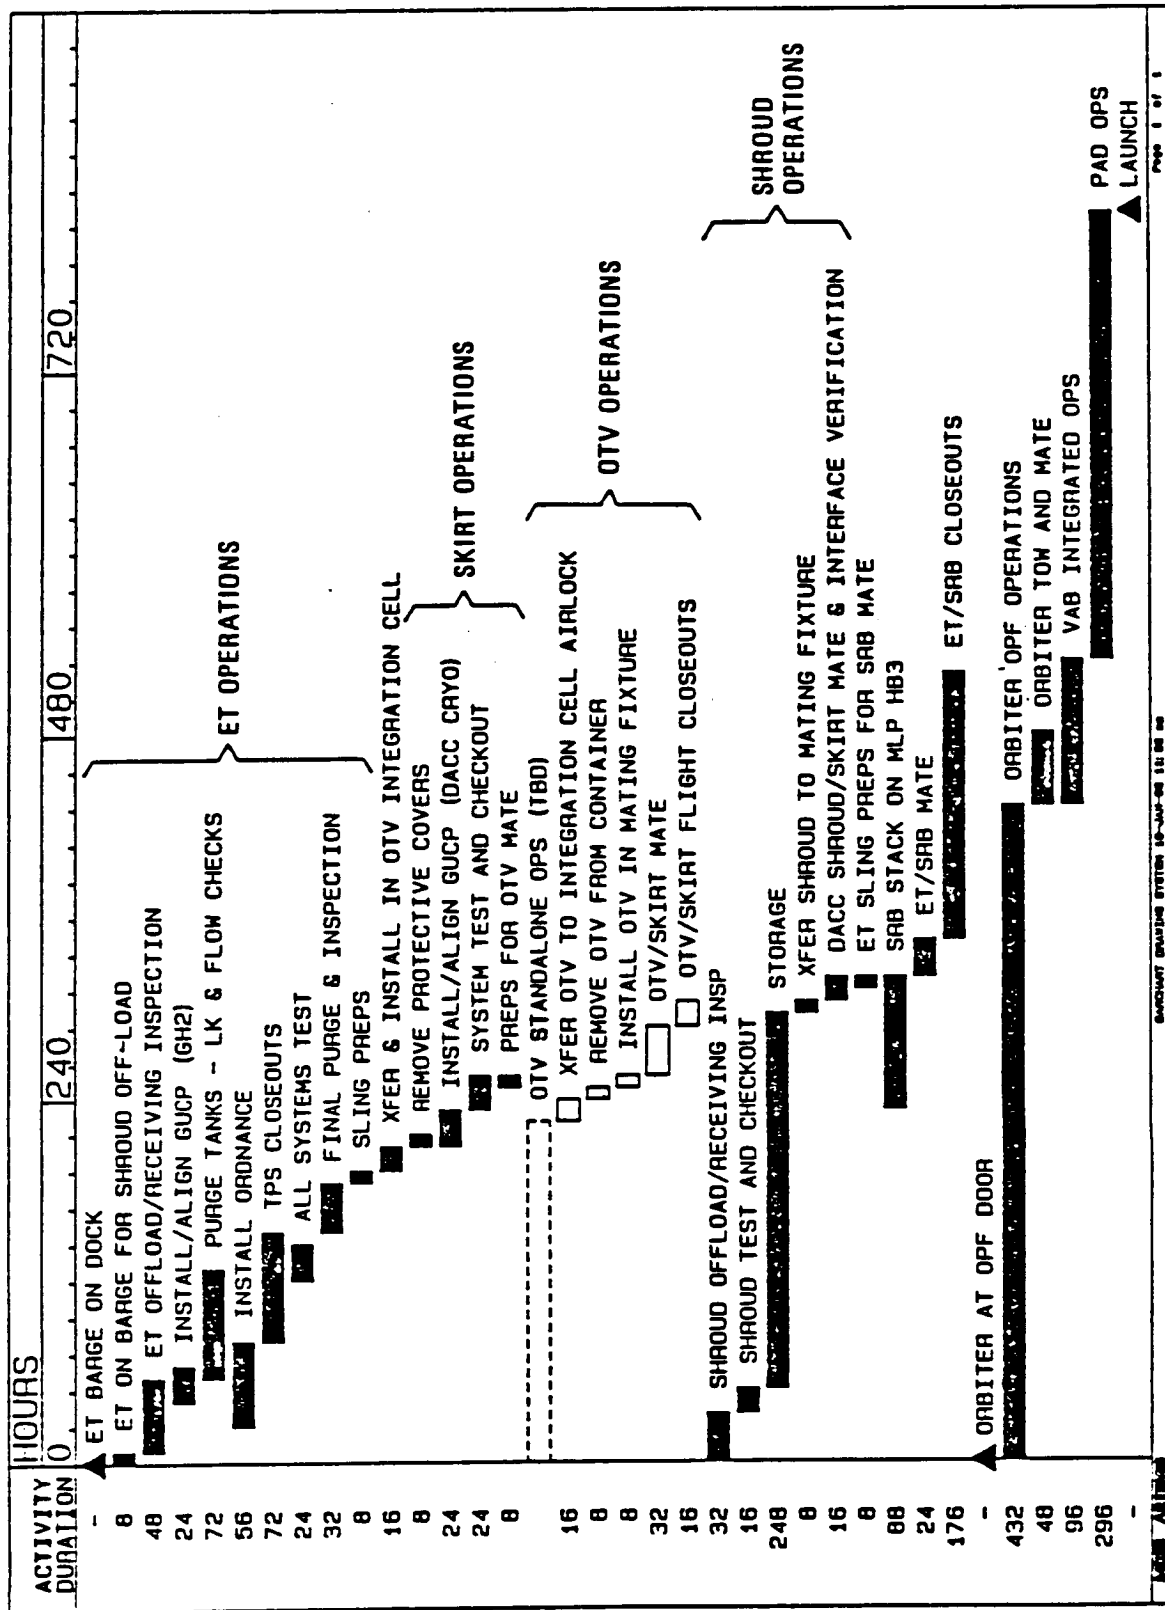 HOURS
ACTIVITY
DURATION
0
240
480
720
- ET BARGE ON DOCK
8 ET ON BARGE FOR SHROUD OFF-LOAD
48 ET OFFLOAD/RECEIVING INSPECTION
24 INSTALL/ALIGN GUCP (GH2)
72 PURGE TANKS - LK & FLOW CHECKS
56 INSTALL ORDNANCE
72 TPS CLOSEOUTS
24 ALL SYSTEMS TEST
32 FINAL PURGE & INSPECTION
8 SLING PREPS
ET OPERATIONS
16 XFER & INSTALL IN OTV INTEGRATION CELL
8 REMOVE PROTECTIVE COVERS
24 INSTALL/ALIGN GUCP (DACC CRYO)
24 SYSTEM TEST AND CHECKOUT
8 PREPS FOR OTV MATE
SKIRT OPERATIONS
OTV STANDALONE OPS (TBD)
16 XFER OTV TO INTEGRATION CELL AIRLOCK
8 REMOVE OTV FROM CONTAINER
8 INSTALL OTV IN MATING FIXTURE
32 OTV/SKIRT MATE
16 OTV/SKIRT FLIGHT CLOSEOUTS
OTV OPERATIONS
32 SHROUD OFFLOAD/RECEIVING INSP
16 SHROUD TEST AND CHECKOUT
248 STORAGE
8 XFER SHROUD TO MATING FIXTURE
16 DACC SHROUD/SKIRT MATE & INTERFACE VERIFICATION
SHROUD
OPERATIONS
8 ET SLING PREPS FOR SRB MATE
88 SRB STACK ON MLP HB3
24 ET/SRB MATE
176 ET/SRB CLOSEOUTS
- ORBITER AT OPF DOOR
432 ORBITER OPF OPERATIONS
48 ORBITER TOW AND MATE
96 VAB INTEGRATED OPS
296 PAD OPS
- LAUNCH
Page 1 of 1